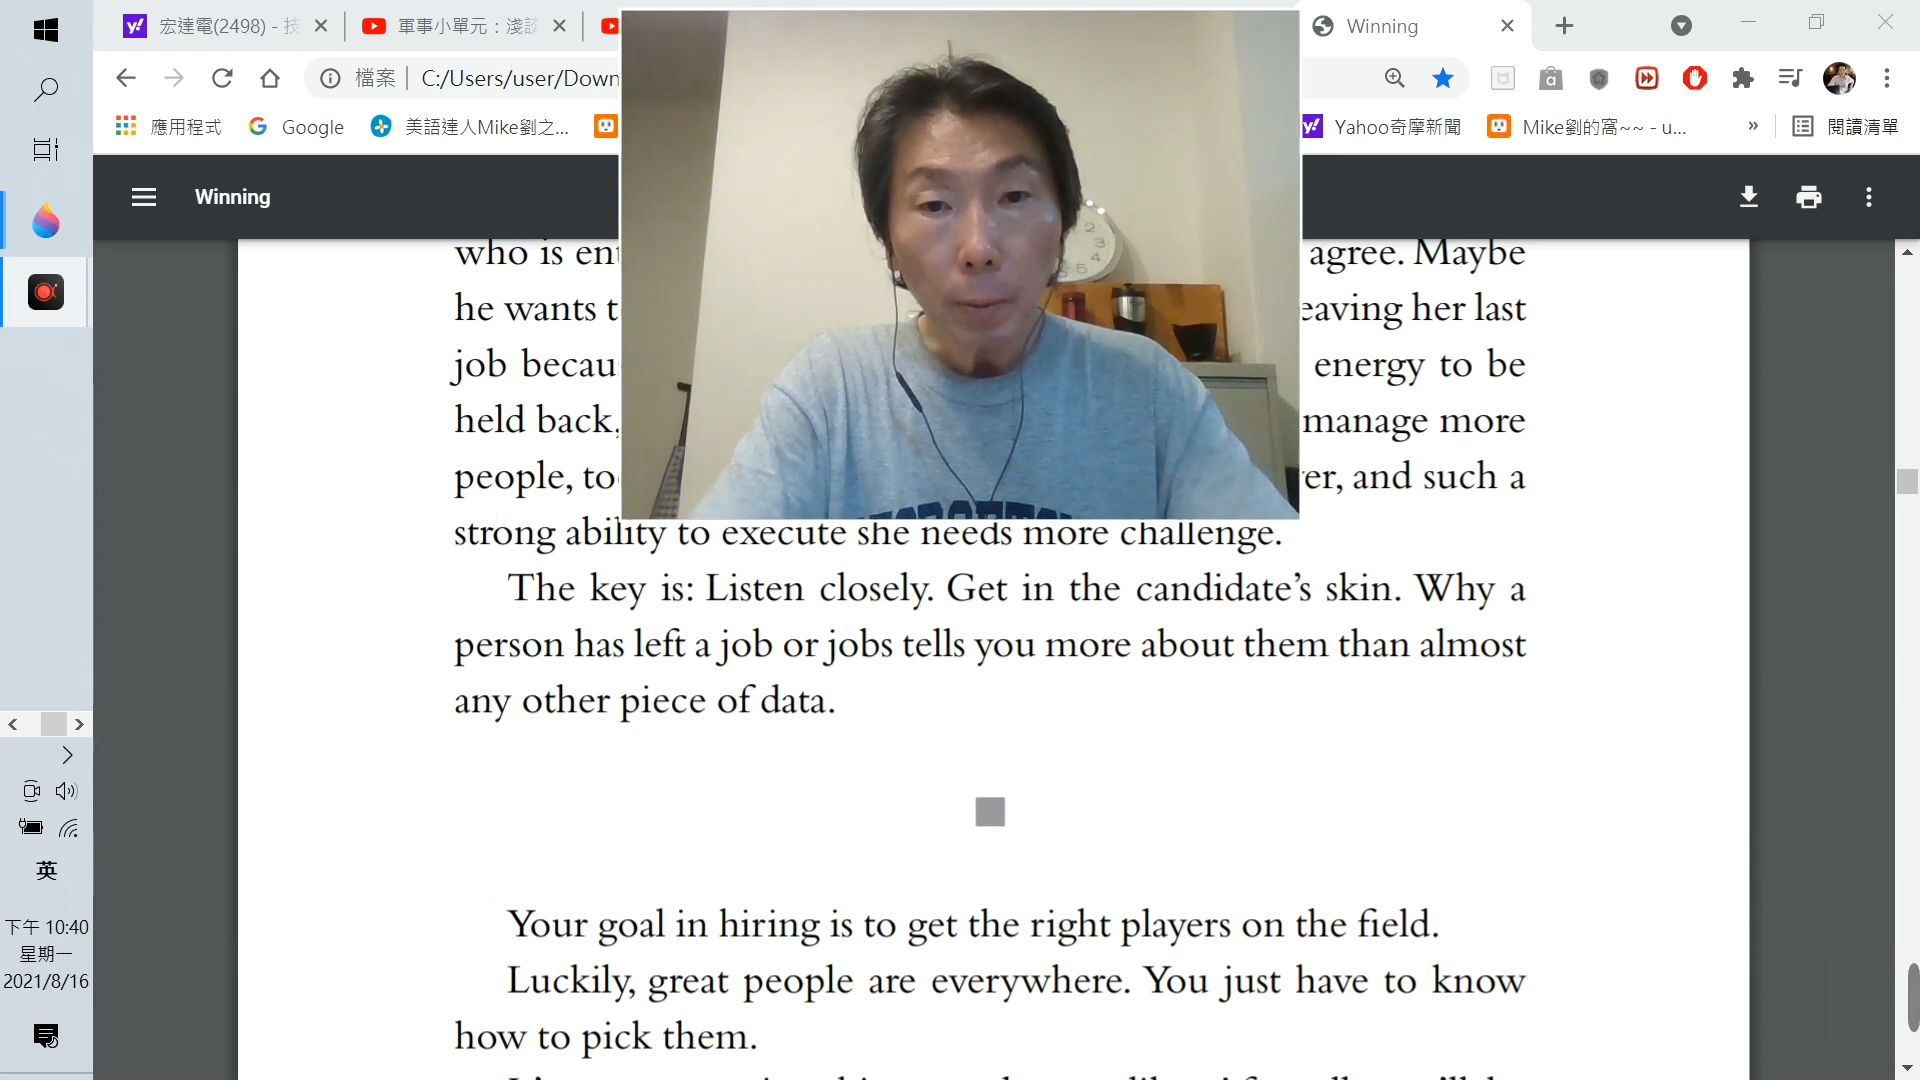 宏達電(2498) - 技
軍事小單元：淺談
Winning
檔案
C:/Users/user/Down
應用程式
Google
美語達人Mike劉之...
Yahoo奇摩新聞
Mike劉的窩~~ - u...
»
閱讀清單
Winning
who is en
agree. Maybe
he wants t
eaving her last
job becau
energy to be
held back,
manage more
people, to
er, and such a
strong ability to execute she needs more challenge.
The key is: Listen closely. Get in the candidate’s skin. Why a
person has left a job or jobs tells you more about them than almost
any other piece of data.
Your goal in hiring is to get the right players on the field.
Luckily, great people are everywhere. You just have to know
how to pick them.
英
下午 10:40
星期一
2021/8/16
2
3
4
5